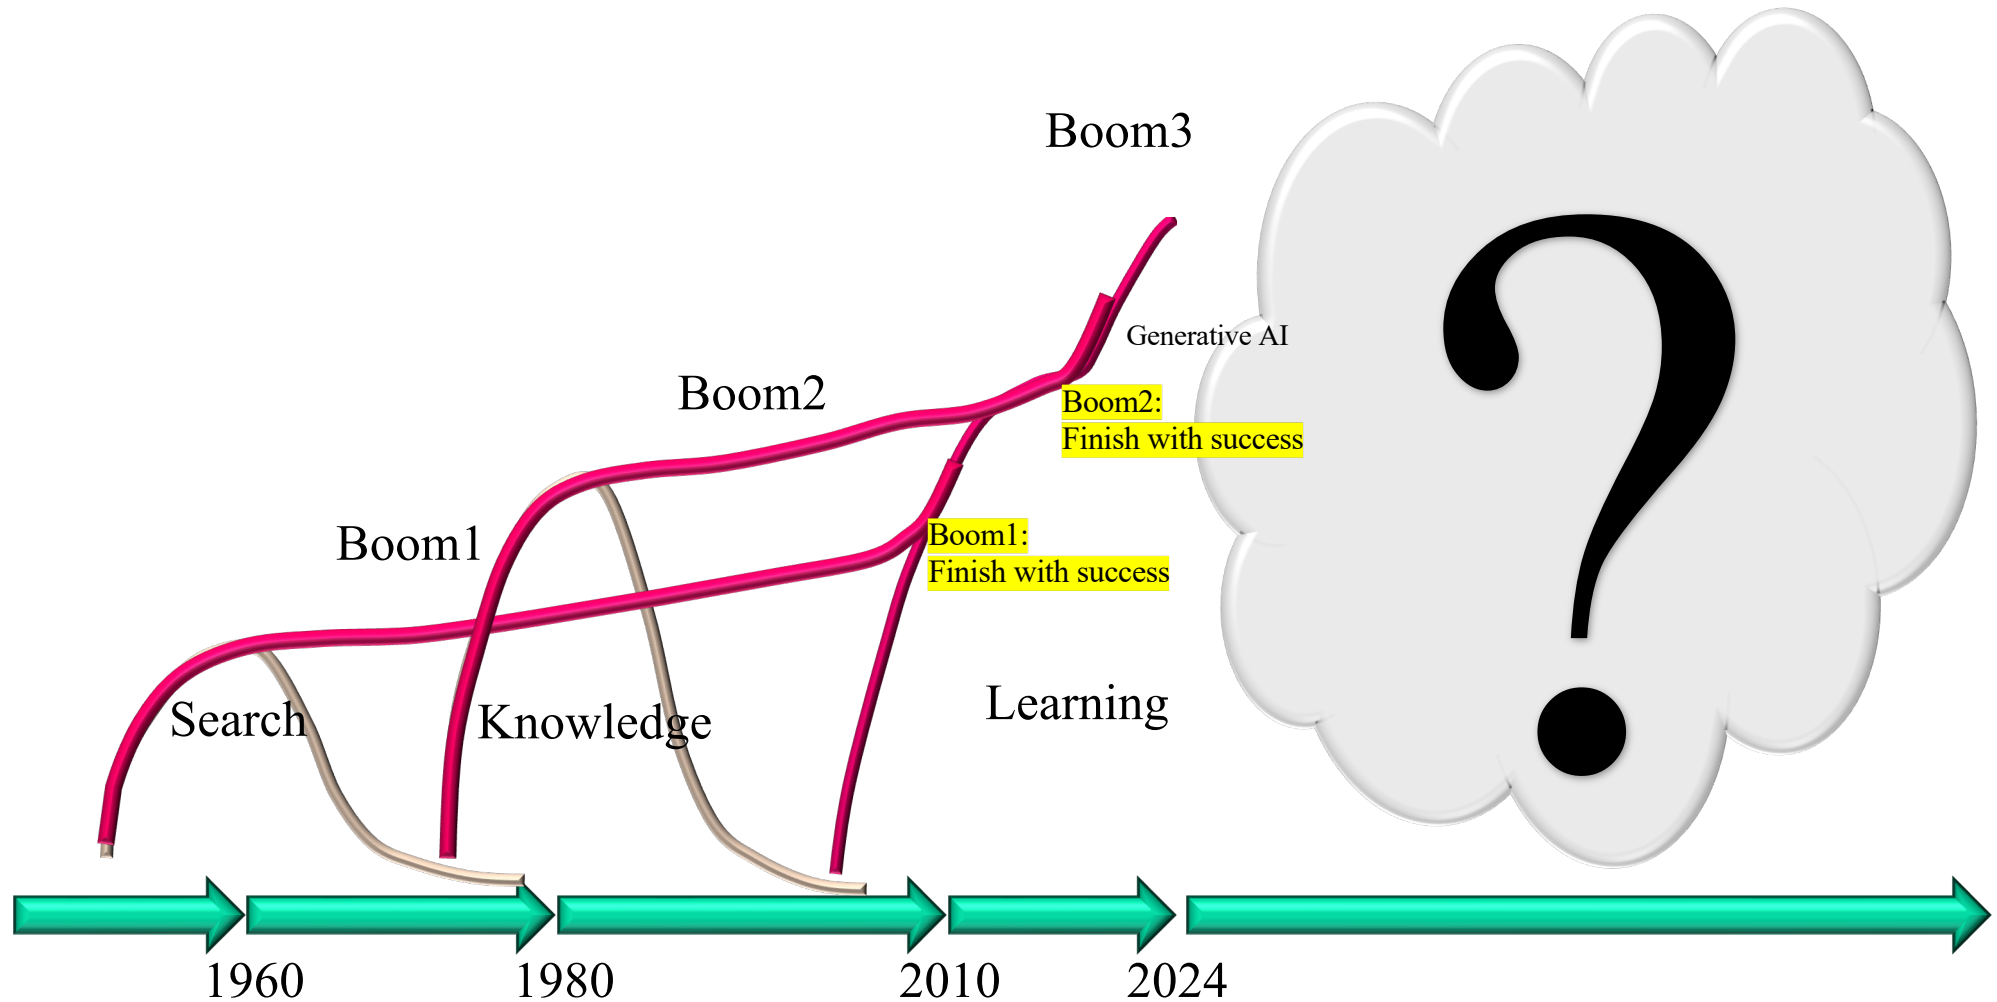 Boom3
Generative AI
Boom2
Boom2:
Finish with success
Boom1
Boom1:
Finish with success
Search
Knowledge
Learning
?
1960
1980
2010
2024